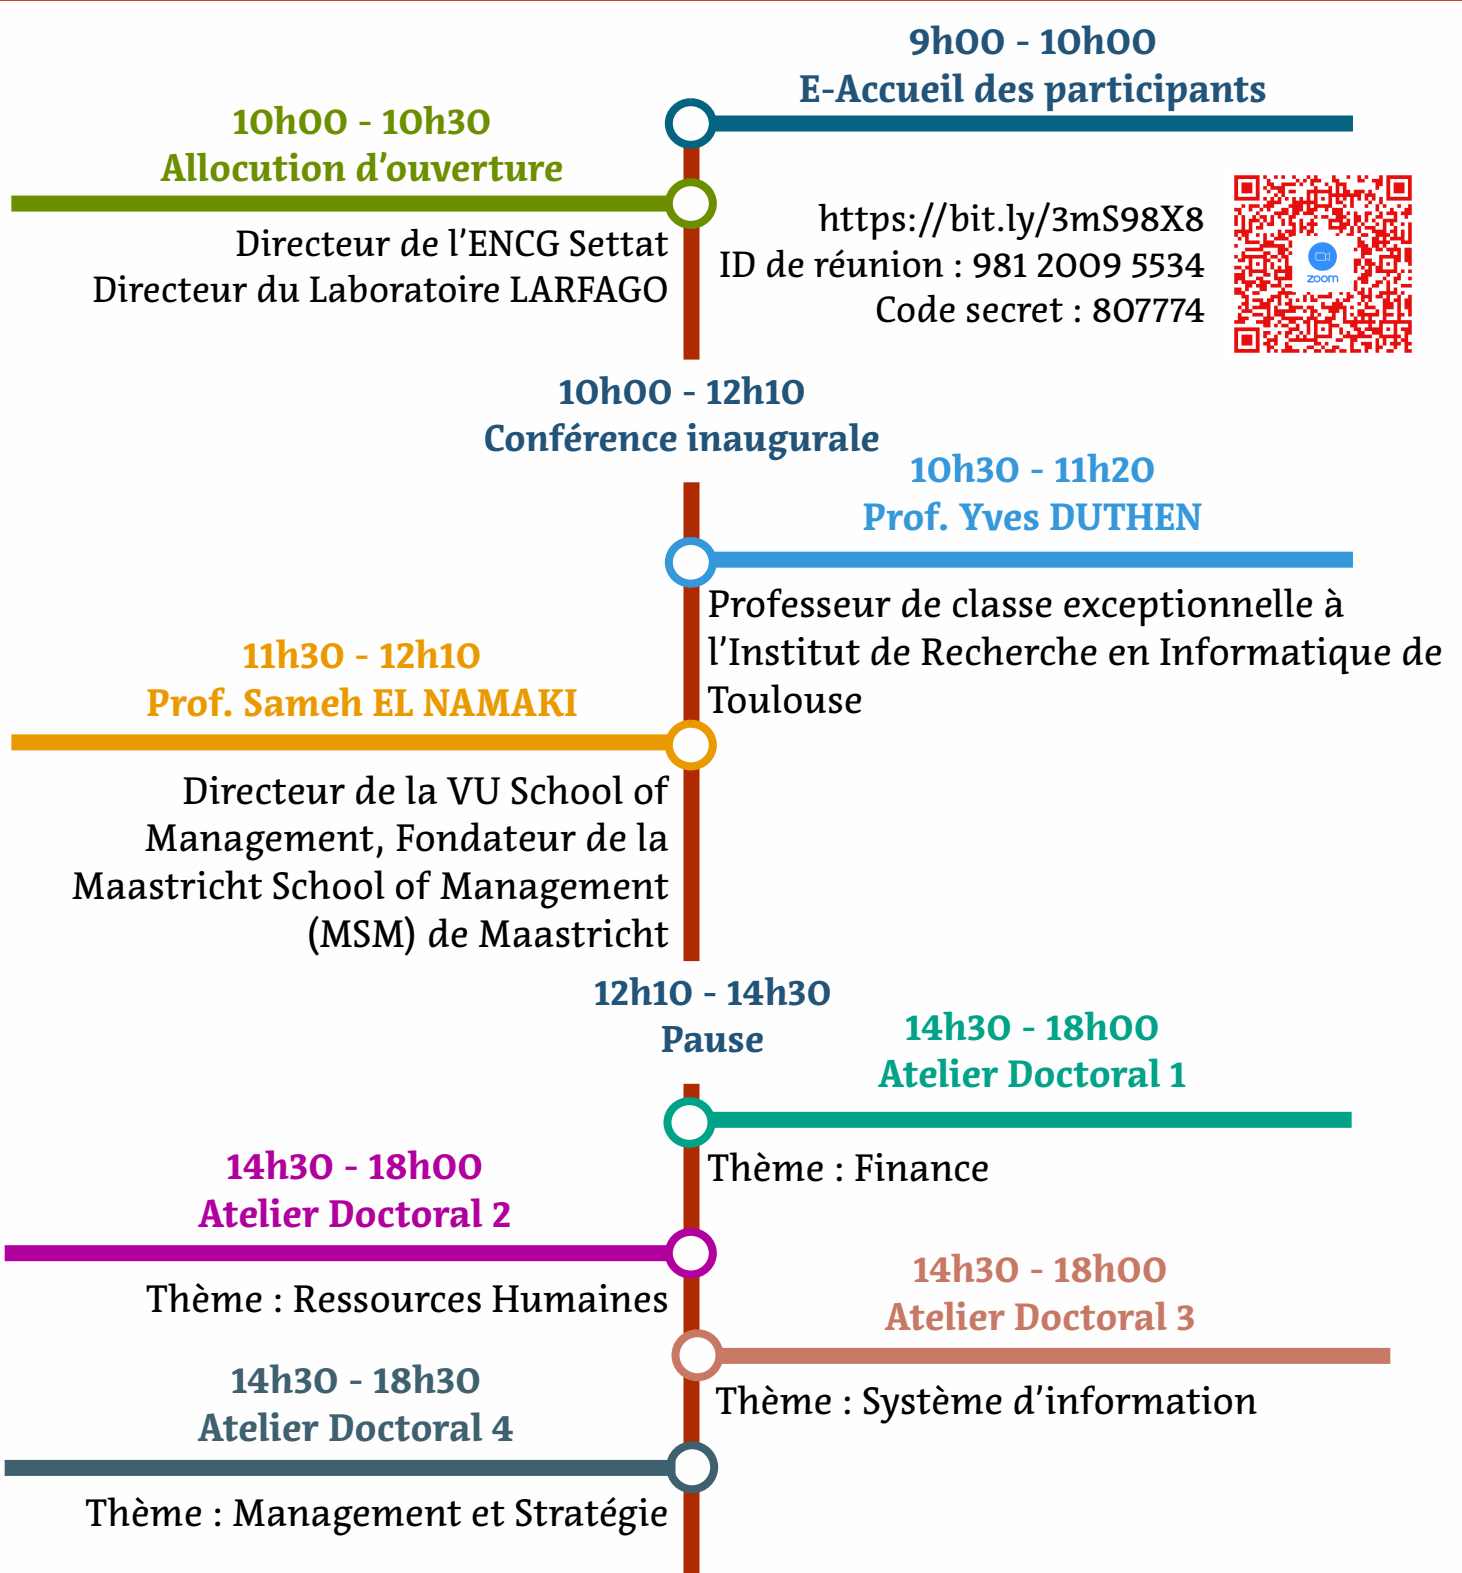 9h00 - 10h00
E-Accueil des participants
10h00 - 10h30
Allocution d'ouverture
Directeur de l'ENCG Settat
Directeur du Laboratoire LARFAGO
https://bit.ly/3mS98X8
ID de réunion : 981 2009 5534
Code secret : 807774
zoom
10h00 - 12h10
Conférence inaugurale
10h30 - 11h20
Prof. Yves DUTHEN
Professeur de classe exceptionnelle à
l'Institut de Recherche en Informatique de
Toulouse
11h30 - 12h10
Prof. Sameh EL NAMAKI
Directeur de la VU School of
Management, Fondateur de la
Maastricht School of Management
(MSM) de Maastricht
12h10 - 14h30
Pause
14h30 - 18h00
Atelier Doctoral 1
Thème : Finance
14h30 - 18h00
Atelier Doctoral 2
Thème : Ressources Humaines
14h30 - 18h00
Atelier Doctoral 3
Thème : Système d'information
14h30 - 18h30
Atelier Doctoral 4
Thème : Management et Stratégie